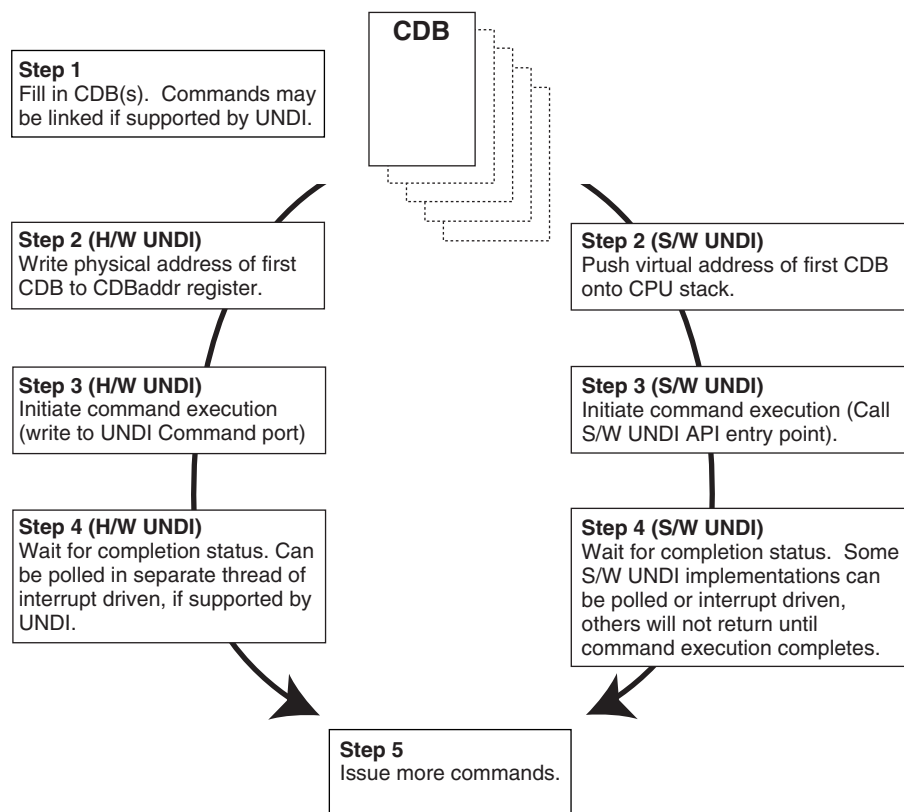 CDB
Step 1
Fill in CDB(s).  Commands may
be linked if supported by UNDI.
Step 2 (H/W UNDI)
Write physical address of first
CDB to CDBaddr register.
Step 2 (S/W UNDI)
Push virtual address of first CDB
onto CPU stack.
Step 3 (H/W UNDI)
Initiate command execution
(write to UNDI Command port)
Step 3 (S/W UNDI)
Initiate command execution (Call
S/W UNDI API entry point).
Step 4 (H/W UNDI)
Wait for completion status. Can
be polled in separate thread of
interrupt driven, if supported by
UNDI.
Step 4 (S/W UNDI)
Wait for completion status.  Some
S/W UNDI implementations can
be polled or interrupt driven,
others will not return until
command execution completes.
Step 5
Issue more commands.